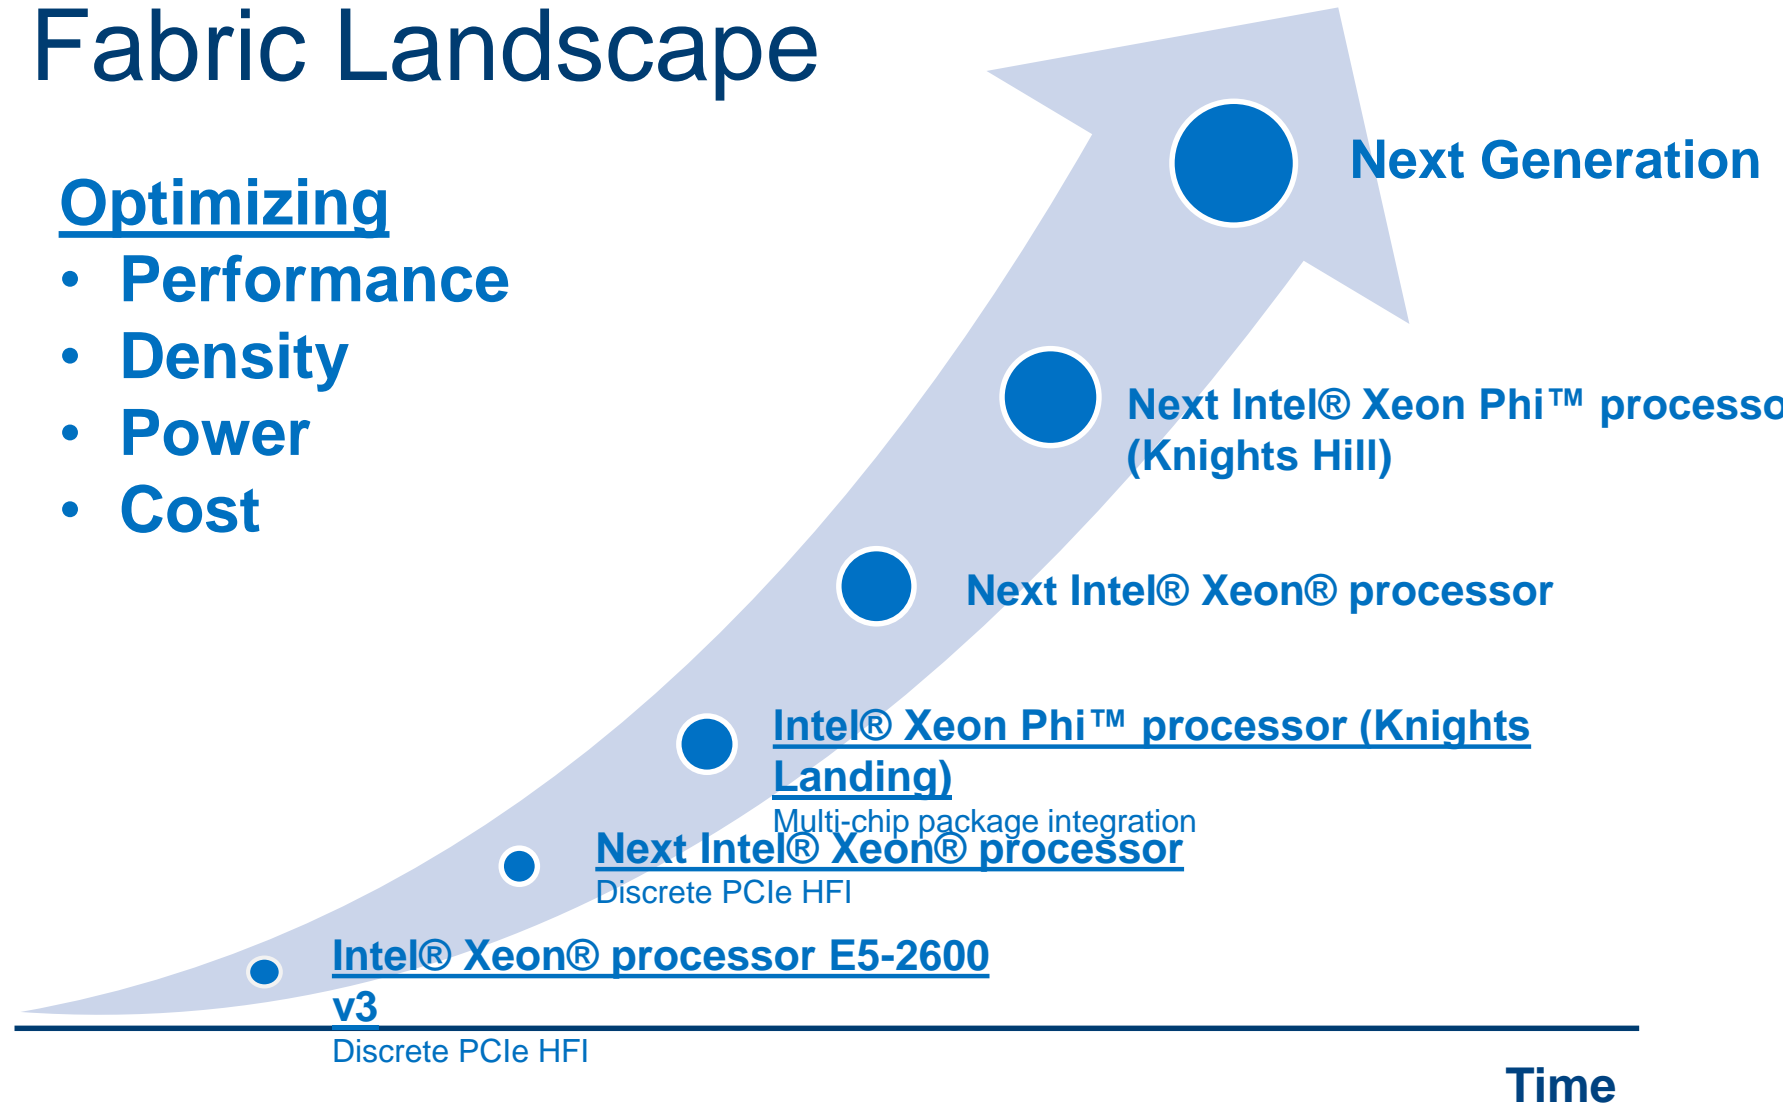 Fabric Landscape
Optimizing
• Performance
• Density
• Power
• Cost
Next Generation
Next Intel® Xeon Phi™ processo
(Knights Hill)
Next Intel® Xeon® processor
Intel® Xeon Phi™ processor (Knights
Landing)
Multi-chip package integration
Next Intel® Xeon® processor
Discrete PCIe HFI
Intel® Xeon® processor E5-2600
v3
Discrete PCIe HFI
Time